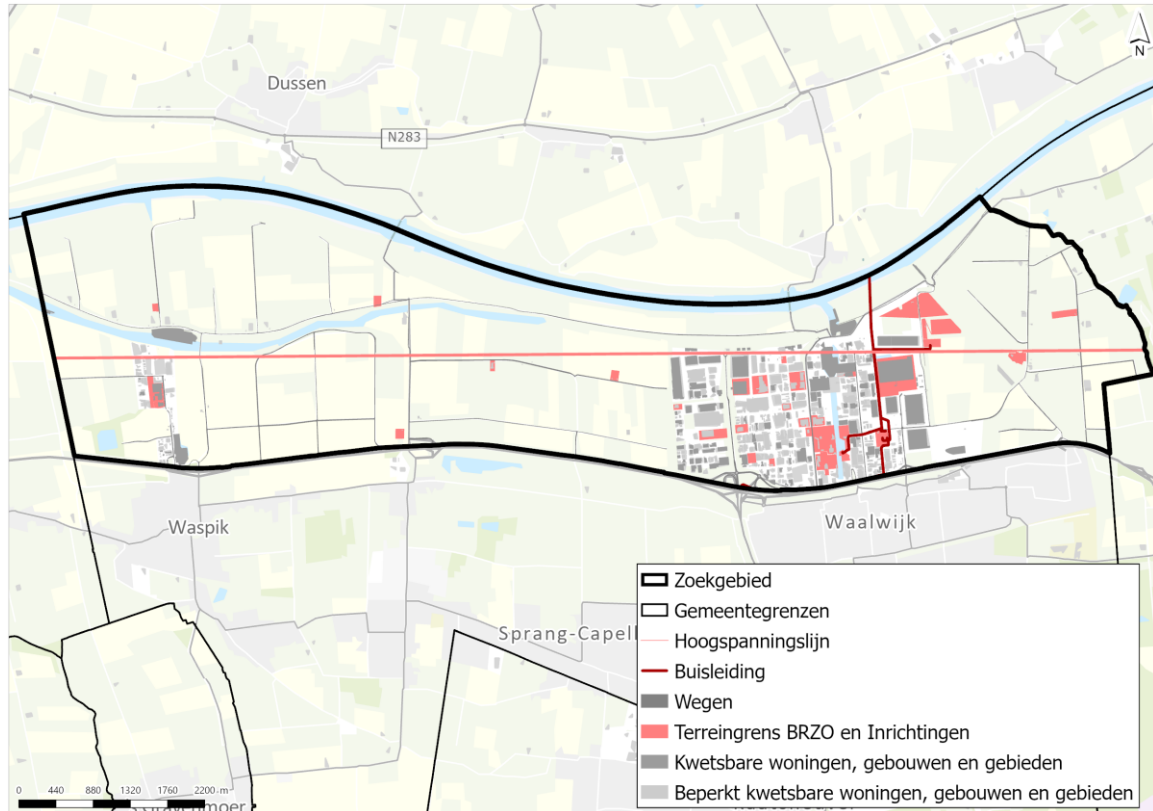 N
Dussen
N283
Waspik
Waalwijk
Sprang-Capell
Zoekgebied
Gemeentegrenzen
Hoogspanningslijn
Buisleiding
Wegen
Terreingrens BRZO en Inrichtingen
Kwetsbare woningen, gebouwen en gebieden
Beperkt kwetsbare woningen, gebouwen en gebieden
0 440 880 1320 1760 2200 m